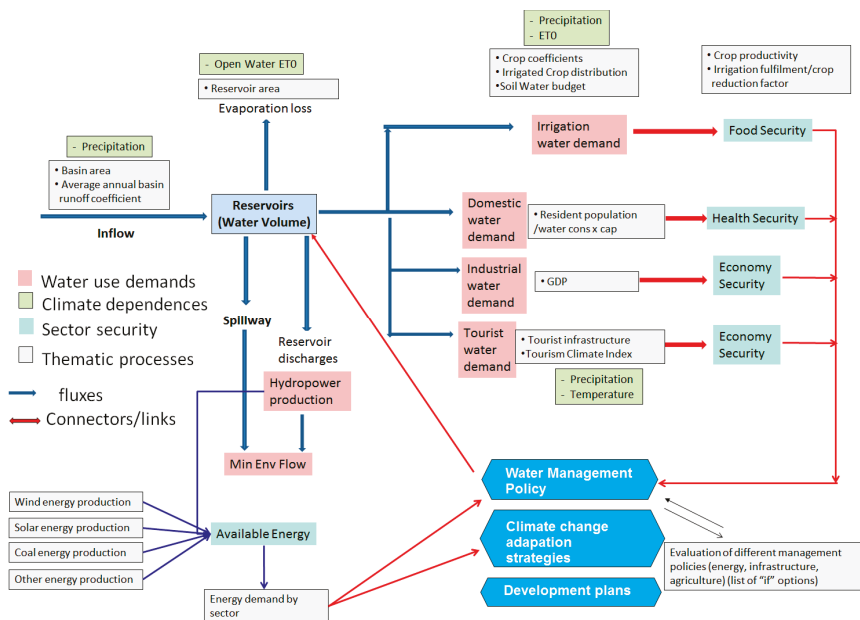 - Precipitation
- ET0
- Open Water ET0
• Crop coefficients
• Irrigated Crop distribution
•Soil Water budget
• Crop productivity
• Irrigation fulfilment/crop
reduction factor
• Reservoir area
Evaporation loss
Irrigation
water demand
Food Security
- Precipitation
• Basin area
• Average annual basin
runoff coefficient
Reservoirs
(Water Volume)
Inflow
Domestic
water
demand
• Resident population
/water cons x cap
Health Security
Industrial
water
demand
• GDP
Economy
Security
Water use demands
Climate dependences
Sector security
Thematic processes
fluxes
Connectors/links
Spillway
Reservoir
discharges
Tourist
water
demand
• Tourist infrastructure
•Tourism Climate Index
Economy
Security
- Precipitation
- Temperature
Hydropower
production
Min Env Flow
Water Management
Policy
Wind energy production
Solar energy production
Coal energy production
Other energy production
Available Energy
Climate change
adapation
strategies
Evaluation of different management
policies (energy, infrastructure,
agriculture) (list of “if” options)
Development plans
Energy demand by
sector